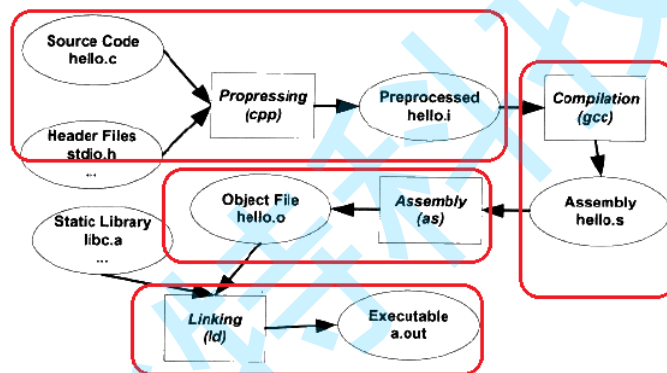 Source Code
hello.c
Propressing
(cpp)
Preprocessed
hello.i
Compilation
(gcc)
Header Files
stdio.h
...
Object File
hello.o
Assembly
(as)
Assembly
hello.s
Static Library
libc.a
...
Linking
(ld)
Executable
a.out